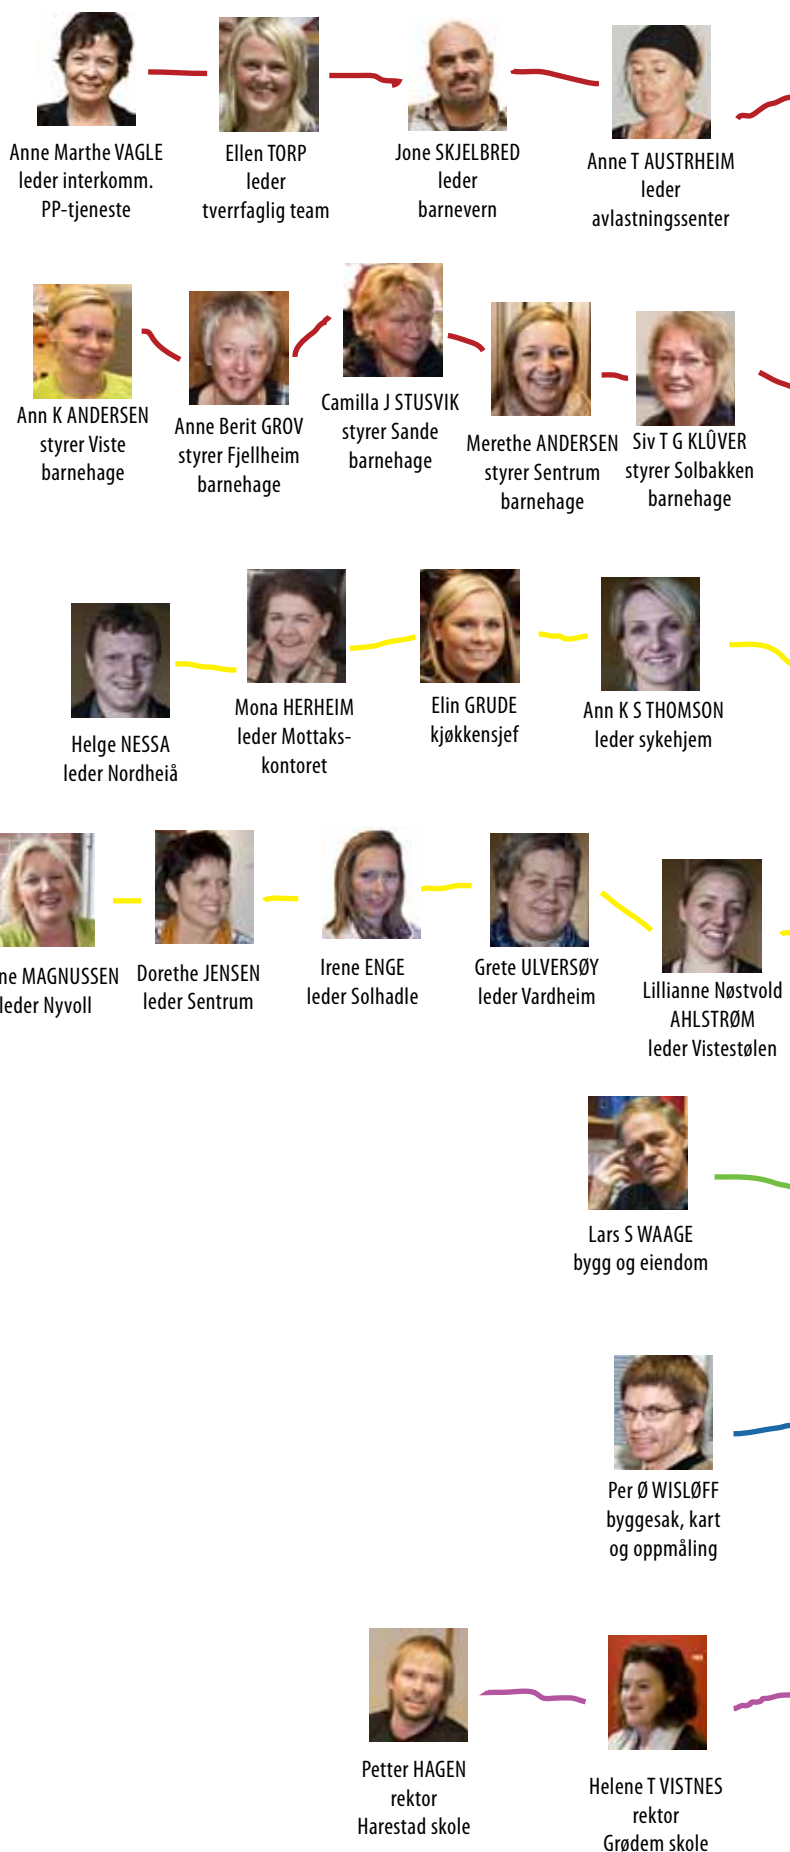 Anne Marthe VAGLE
leder interkomm.
PP-tjeneste
Ellen TORP
leder
tverrfaglig team
Jone SKJELBRED
leder
barnevern
Anne T AUSTRHEIM
leder
avlastningssenter
Ann K ANDERSEN
styrer Viste
barnehage
Anne Berit GROV
styrer Fjellheim
barnehage
Camilla J STUSVIK
styrer Sande
barnehage
Merethe ANDERSEN
styrer Sentrum
barnehage
Siv T G KLÛVER
styrer Solbakken
barnehage
Helge NESSA
leder Nordheiå
Mona HERHEIM
leder Mottaks-
kontoret
Elin GRUDE
kjøkkensjef
Ann K S THOMSON
leder sykehjem
ne MAGNUSSEN
leder Nyvoll
Dorethe JENSEN
leder Sentrum
Irene ENGE
leder Solhadle
Grete ULVERSØY
leder Vardheim
Lillianne Nøstvold
AHLSTRØM
leder Vistestølen
Lars S WAAGE
bygg og eiendom
Per Ø WISLØFF
byggesak, kart
og oppmåling
Petter HAGEN
rektor
Harestad skole
Helene T VISTNES
rektor
Grødem skole